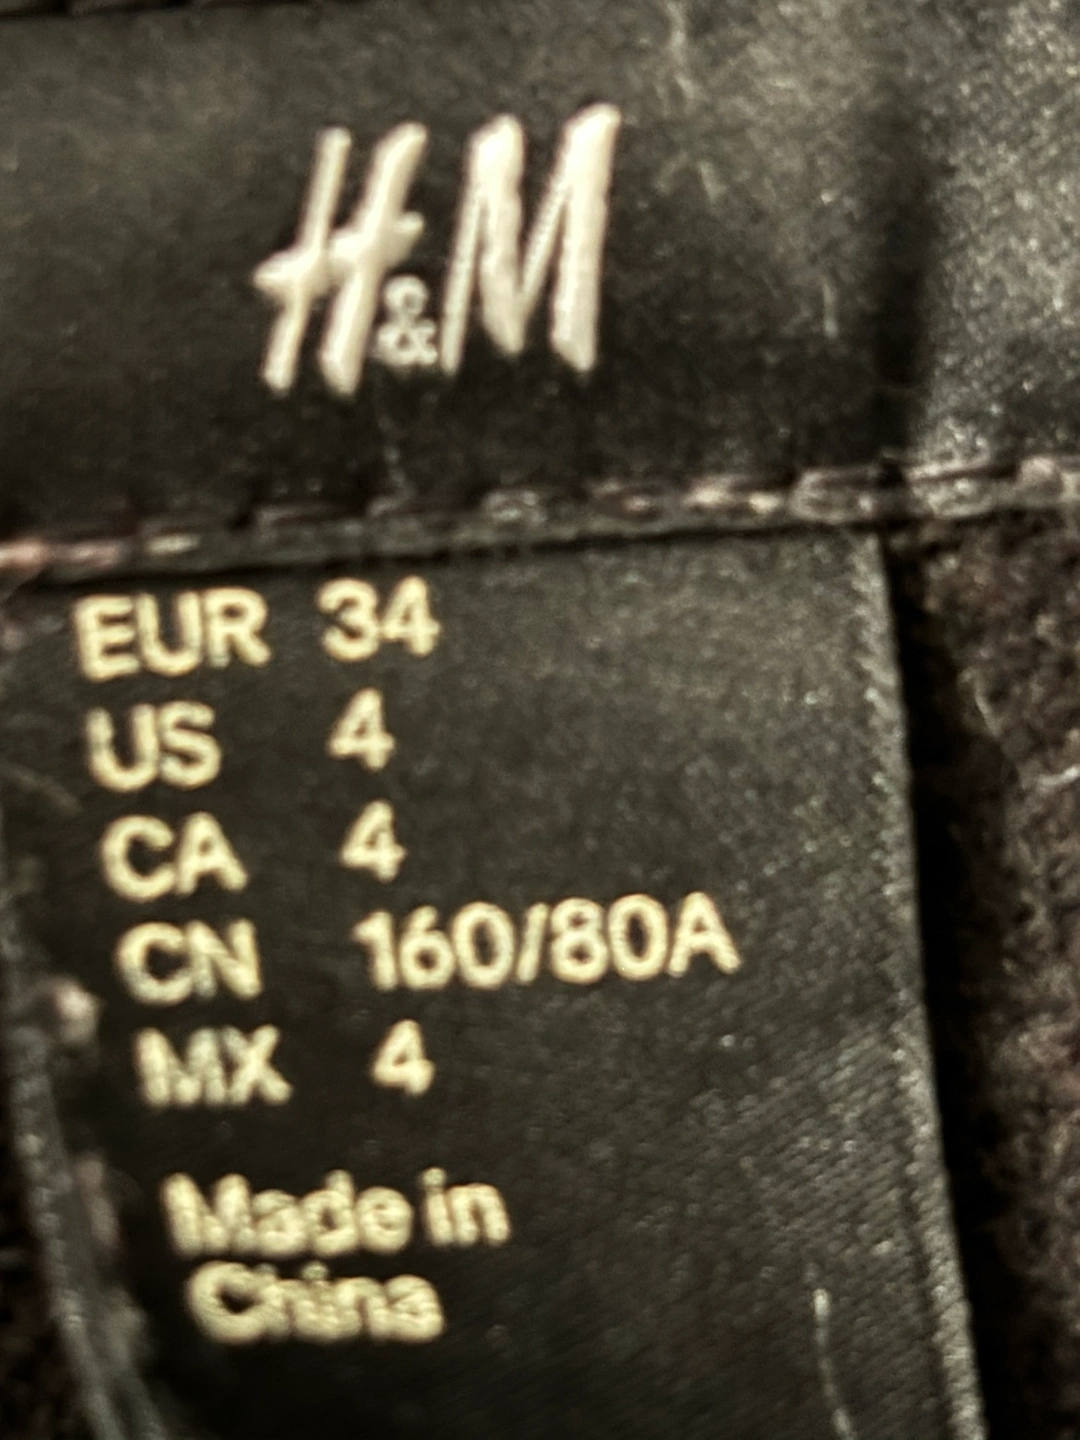 H&M
EUR 34
US 4
CA 4
CN 160/80A
MX 4
Made in
China